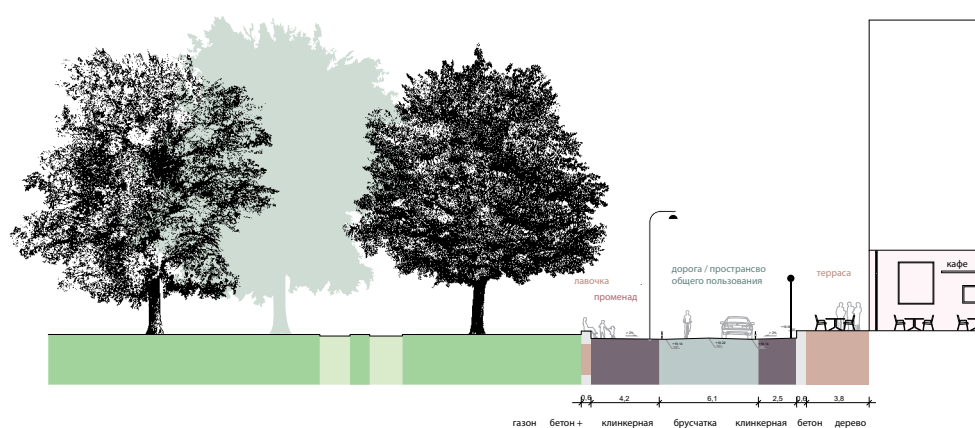 кафе
дорога / пространсво
общего пользования
терраса
лавочка
променад
0,6 4,2 6,1 2,5 0,6 3,8
газон бетон + клинкерная брусчатка клинкерная бетон дерево